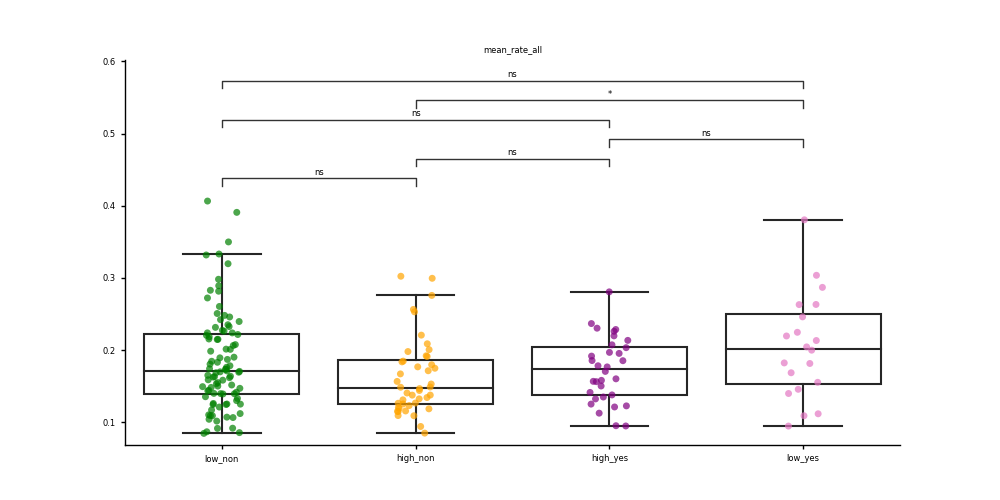 mean_rate_all
0.6
ns
*
ns
0.5
ns
ns
ns
0.4
0.3
0.2
0.1
low_non high_non high_yes low_yes